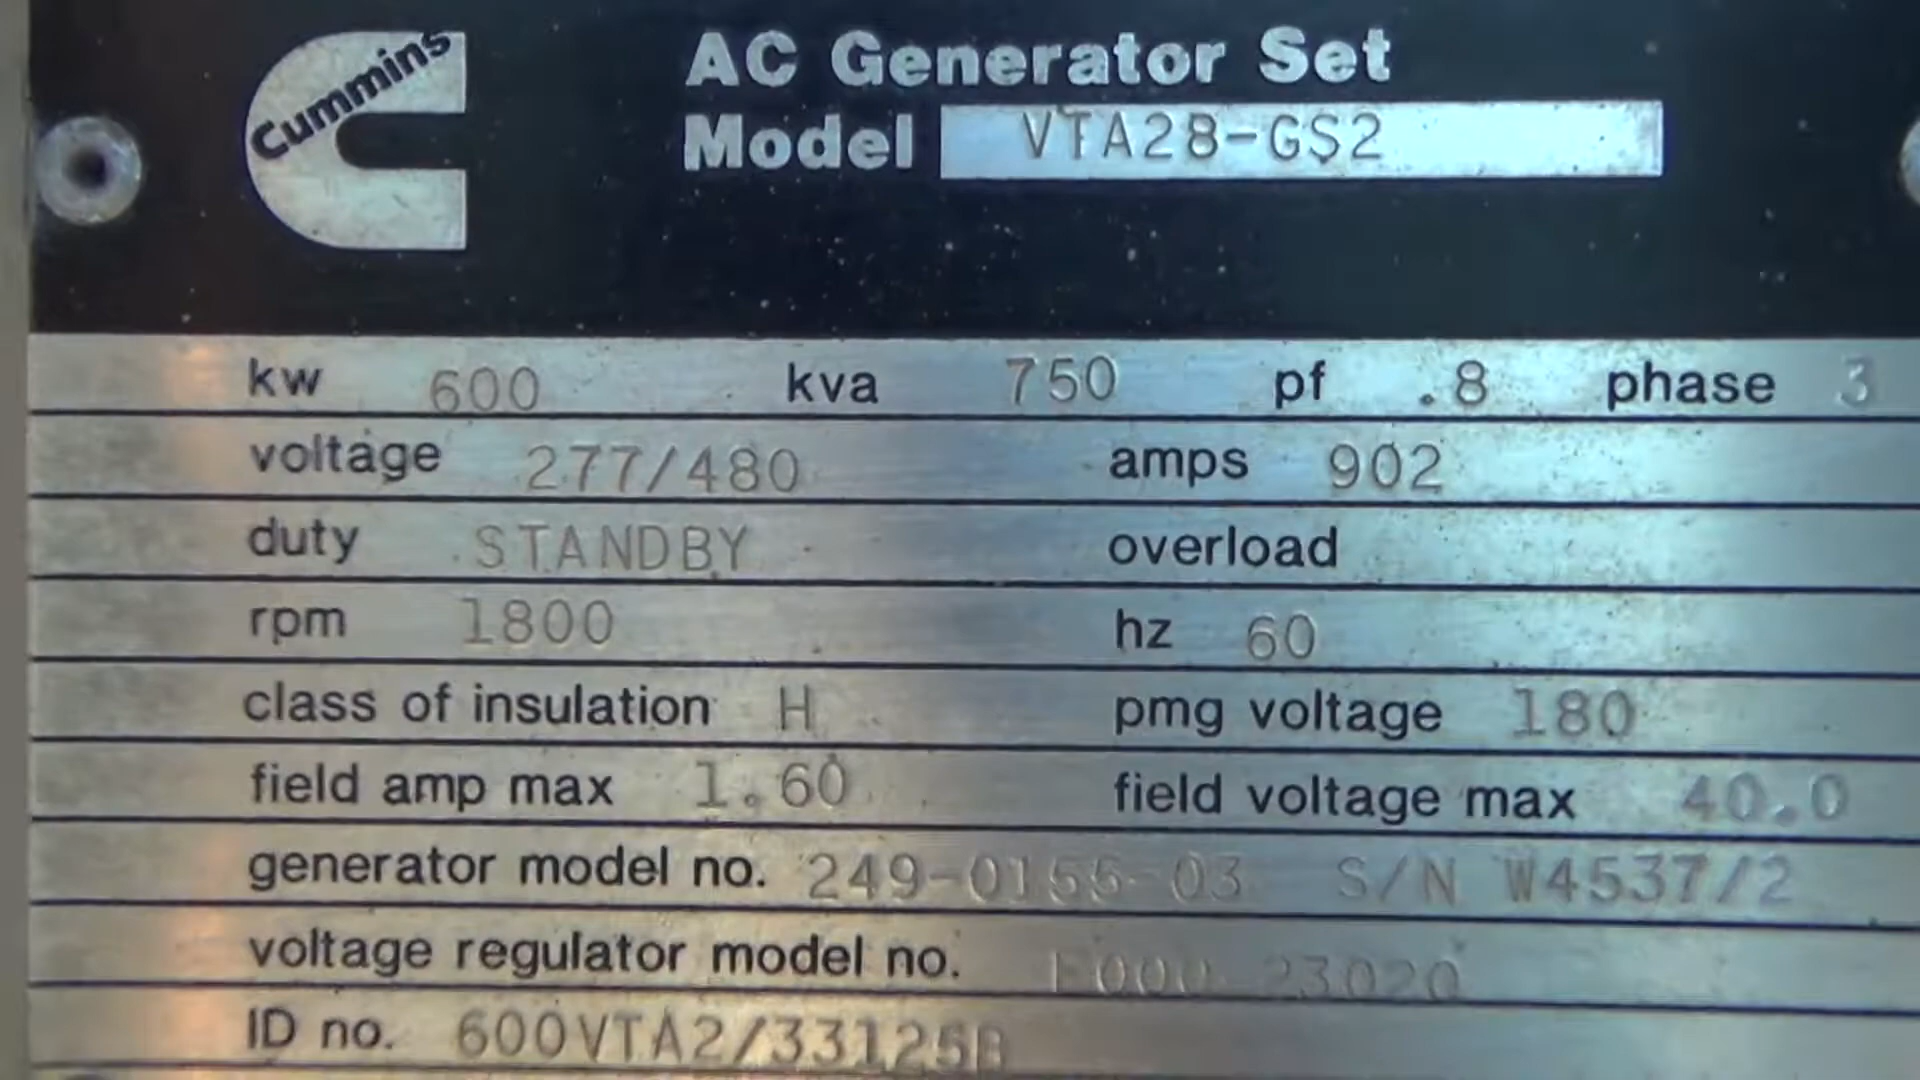 Cummins
AC Generator Set
Model VTA28-GS2
kw 600 kva 750 pf .8 phase 3
voltage 277/480 amps 902
duty STANDBY overload
rpm 1800 hz 60
class of insulation H pmg voltage 180
field amp max 1.60 field voltage max 40.0
generator model no. 249-0155-03 S/N W4537/2
voltage regulator model no.
ID no. 600VTA2/33125B